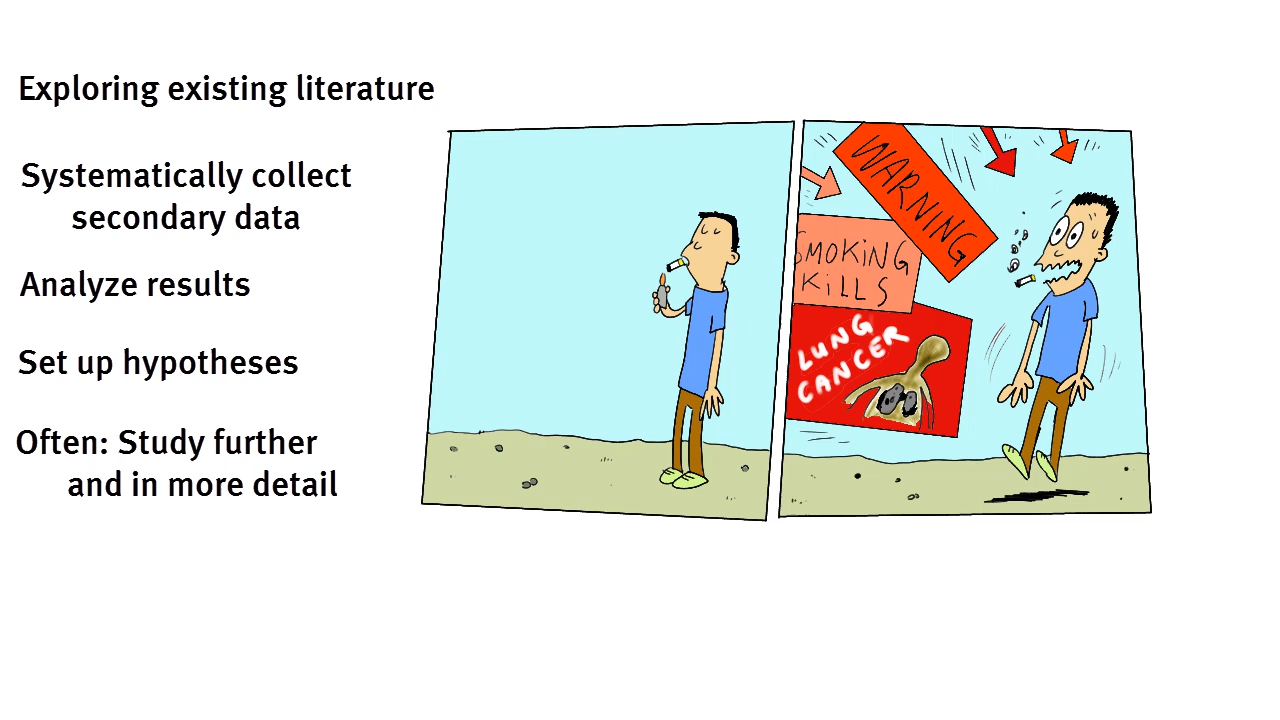 Exploring existing literature
Systematically collect
secondary data
Analyze results
Set up hypotheses
Often: Study further
and in more detail
WARNING
SMOKiNG
KiLLS
LUNG
CANCER